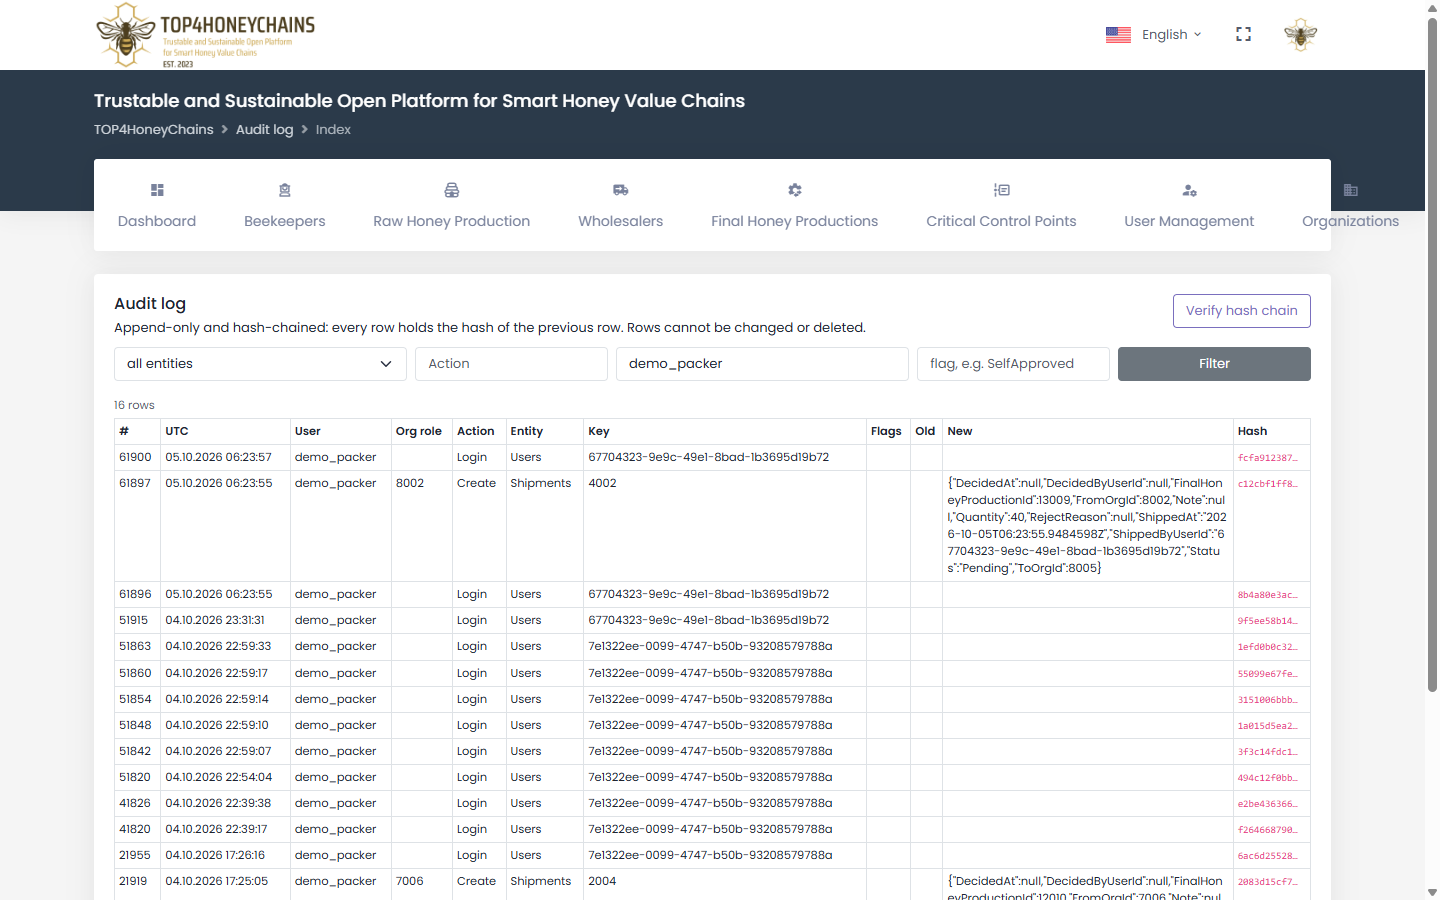 TOP4HONEYCHAINS
Trustable and Sustainable Open Platform
for Smart Honey Value Chains
EST. 2023
English
Trustable and Sustainable Open Platform for Smart Honey Value Chains
TOP4HoneyChains > Audit log > Index
Dashboard Beekeepers Raw Honey Production Wholesalers Final Honey Productions Critical Control Points User Management Organizations
Audit log
Append-only and hash-chained: every row holds the hash of the previous row. Rows cannot be changed or deleted.
Verify hash chain
all entities Action demo_packer flag, e.g. SelfApproved Filter
16 rows
# UTC User Org role Action Entity Key Flags Old New Hash
61900 05.10.2026 06:23:57 demo_packer Login Users 67704323-9e9c-49e1-8bad-1b3695d19b72 fcfa912387…
61897 05.10.2026 06:23:55 demo_packer 8002 Create Shipments 4002 {"DecidedAt":null,"DecidedByUserId":null,"FinalHon c12cbf1ff8…
eyProductionId":13009,"FromOrgId":8002,"Note":nul
l,"Quantity":40,"RejectReason":null,"ShippedAt":"202
6-10-05T06:23:55.9484598Z","ShippedByUserId":"6
7704323-9e9c-49e1-8bad-1b3695d19b72","Statu
s":"Pending","ToOrgId":8005}
61896 05.10.2026 06:23:55 demo_packer Login Users 67704323-9e9c-49e1-8bad-1b3695d19b72 8b4a80e3ac…
51915 04.10.2026 23:31:31 demo_packer Login Users 67704323-9e9c-49e1-8bad-1b3695d19b72 9f5ee58b14…
51863 04.10.2026 22:59:33 demo_packer Login Users 7e1322ee-0099-4747-b50b-93208579788a 1efd0b0c32…
51860 04.10.2026 22:59:17 demo_packer Login Users 7e1322ee-0099-4747-b50b-93208579788a 55099e67fe…
51854 04.10.2026 22:59:14 demo_packer Login Users 7e1322ee-0099-4747-b50b-93208579788a 3151006bbb…
51848 04.10.2026 22:59:10 demo_packer Login Users 7e1322ee-0099-4747-b50b-93208579788a 1a015d5ea2…
51842 04.10.2026 22:59:07 demo_packer Login Users 7e1322ee-0099-4747-b50b-93208579788a 3f3c14fdc1…
51820 04.10.2026 22:54:04 demo_packer Login Users 7e1322ee-0099-4747-b50b-93208579788a 494c12f0bb…
41826 04.10.2026 22:39:38 demo_packer Login Users 7e1322ee-0099-4747-b50b-93208579788a e2be436366…
41820 04.10.2026 22:39:17 demo_packer Login Users 7e1322ee-0099-4747-b50b-93208579788a f264668790…
21955 04.10.2026 17:26:16 demo_packer Login Users 7e1322ee-0099-4747-b50b-93208579788a 6ac6d25528…
21919 04.10.2026 17:25:05 demo_packer 7006 Create Shipments 2004 {"DecidedAt":null,"DecidedByUserId":null,"FinalHon 2083d15cf7…
eyProductionId":12010,"FromOrgId":7006,"Note":nul